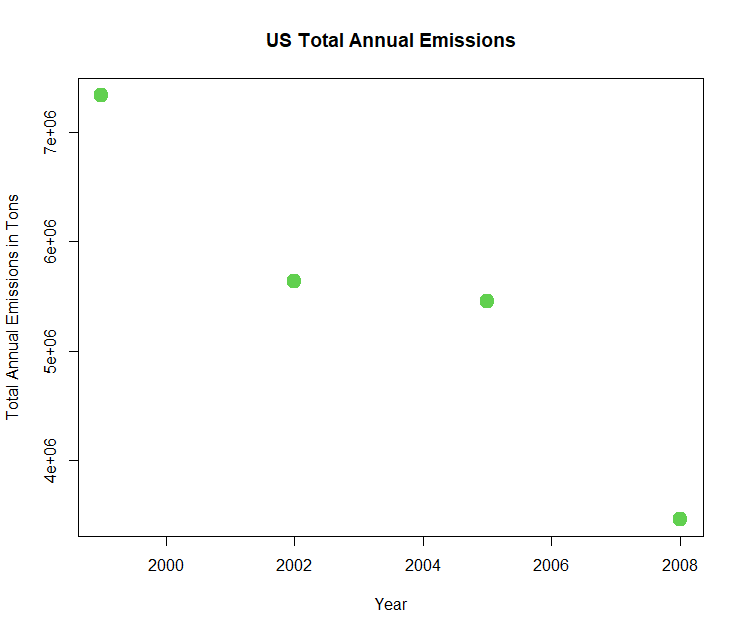 US Total Annual Emissions
Total Annual Emissions in Tons
7e+06
6e+06
5e+06
4e+06
2000 2002 2004 2006 2008
Year